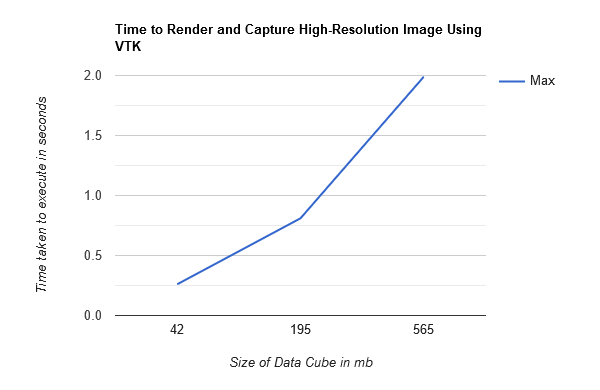 Time to Render and Capture High-Resolution Image Using
VTK
2.0
Max
1.5
1.0
0.5
0.0
Time taken to execute in seconds
42 195 565
Size of Data Cube in mb